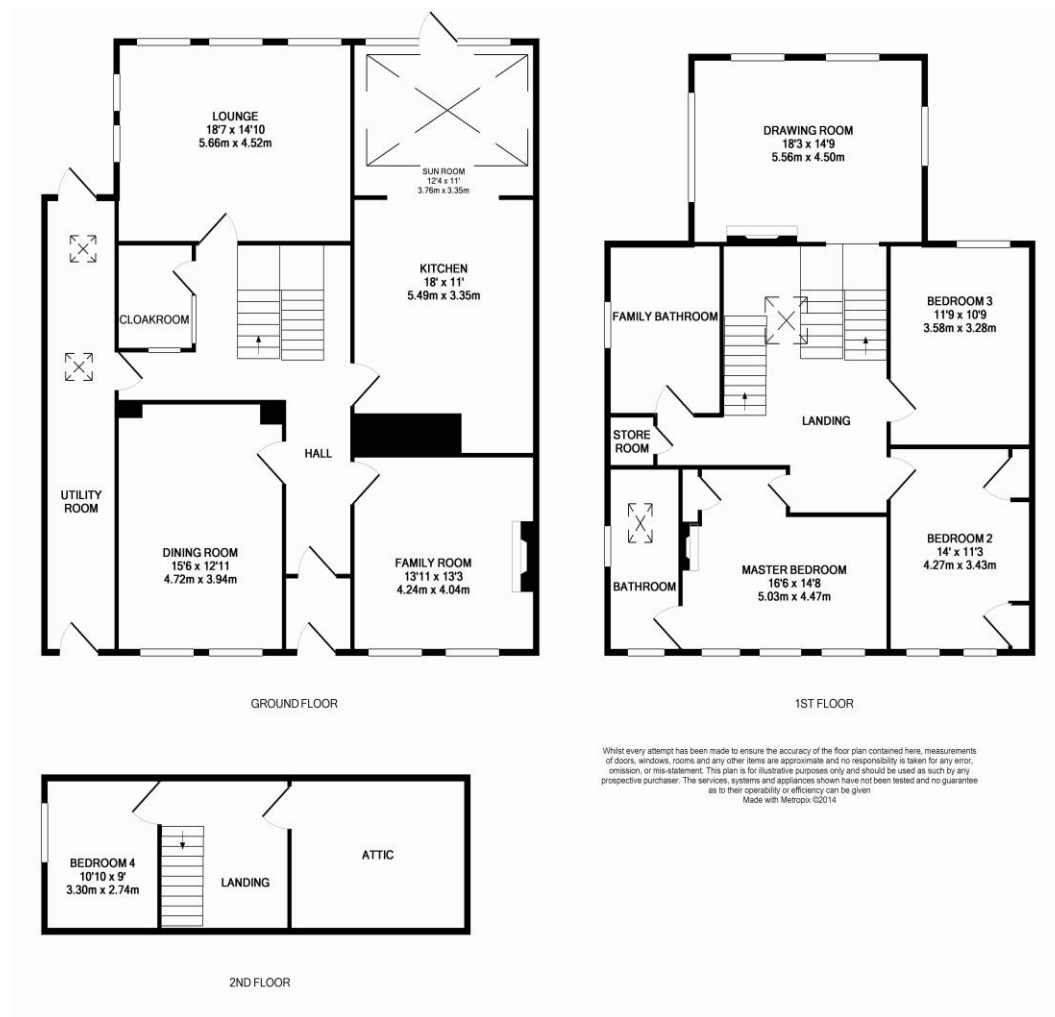 LOUNGE
18'7 x 14'10
5.66m x 4.52m
SUN ROOM
12'4 x 11'
3.76m x 3.35m
KITCHEN
18' x 11'
5.49m x 3.35m
CLOAKROOM
HALL
UTILITY
ROOM
DINING ROOM
15'6 x 12'11
4.72m x 3.94m
FAMILY ROOM
13'11 x 13'3
4.24m x 4.04m
GROUND FLOOR
DRAWING ROOM
18'3 x 14'9
5.56m x 4.50m
FAMILY BATHROOM
BEDROOM 3
11'9 x 10'9
3.58m x 3.28m
STORE
ROOM
LANDING
BATHROOM
MASTER BEDROOM
16'6 x 14'8
5.03m x 4.47m
BEDROOM 2
14' x 11'3
4.27m x 3.43m
1ST FLOOR
Whilst every attempt has been made to ensure the accuracy of the floor plan contained here, measurements
of doors, windows, rooms and any other items are approximate and no responsibility is taken for any error,
omission, or mis-statement. This plan is for illustrative purposes only and should be used as such by any
prospective purchaser. The services, systems and appliances shown have not been tested and no guarantee
as to their operability or efficiency can be given
Made with Metropix ©2014
BEDROOM 4
10'10 x 9'
3.30m x 2.74m
LANDING
ATTIC
2ND FLOOR